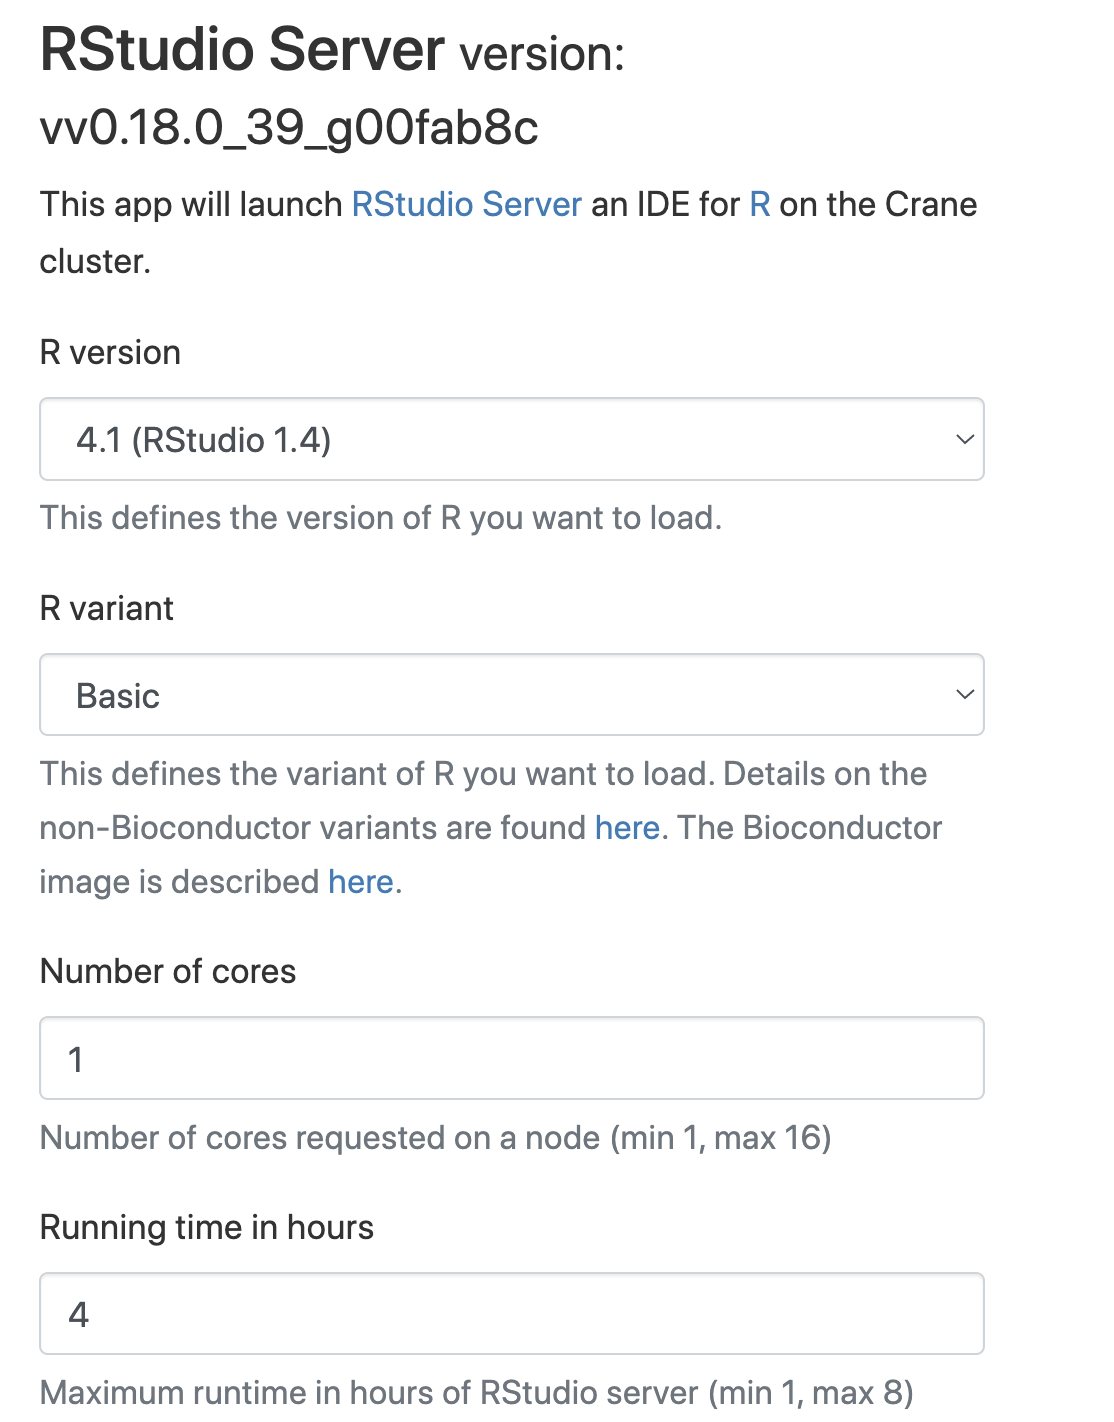 RStudio Server version:
vv0.18.0_39_g00fab8c
This app will launch RStudio Server an IDE for R on the Crane
cluster.
R version
4.1 (RStudio 1.4)
This defines the version of R you want to load.
R variant
Basic
This defines the variant of R you want to load. Details on the
non-Bioconductor variants are found here. The Bioconductor
image is described here.
Number of cores
1
Number of cores requested on a node (min 1, max 16)
Running time in hours
4
Maximum runtime in hours of RStudio server (min 1, max 8)